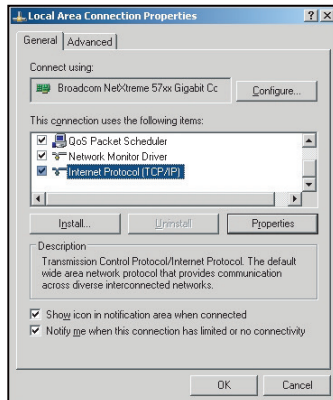 Local Area Connection Properties
General Advanced
Connect using:
Broadcom NetXtreme 57xx Gigabit Cc
Configure...
This connection uses the following items:
QoS Packet Scheduler
Network Monitor Driver
Internet Protocol (TCP/IP)
Install... Uninstall Properties
Description
Transmission Control Protocol/Internet Protocol. The default
wide area network protocol that provides communication
across diverse interconnected networks.
Show icon in notification area when connected
Notify me when this connection has limited or no connectivity
OK Cancel